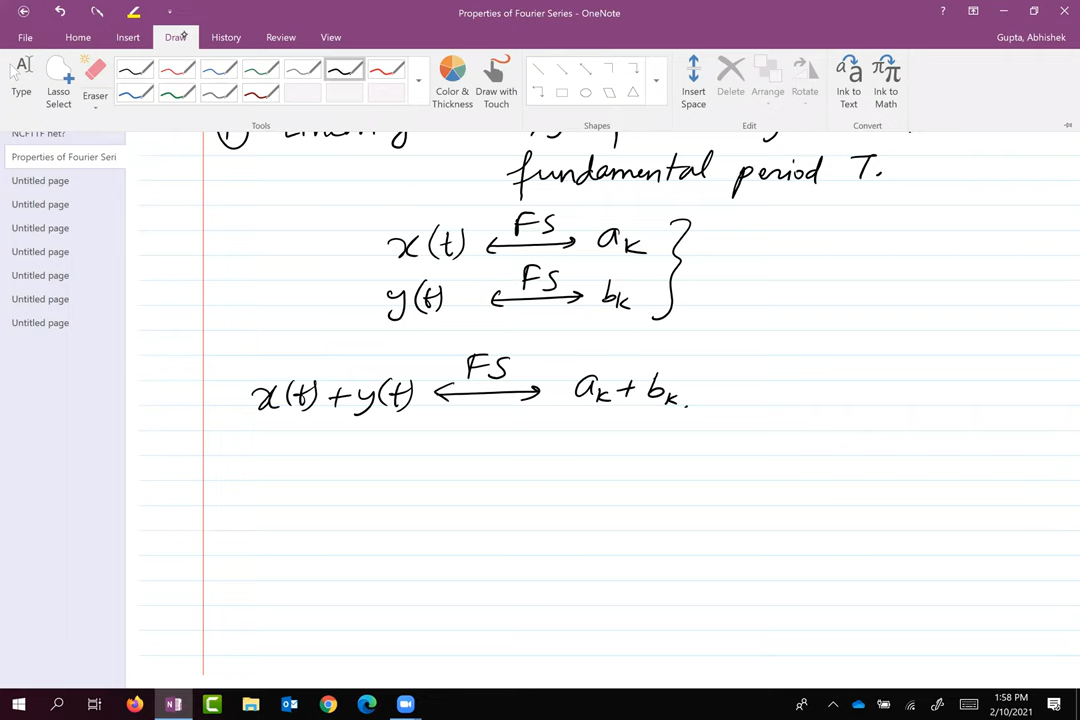 Properties of Fourier Series - OneNote
File Home Insert Draw History Review View
Gupta, Abhishek
Type Lasso Select Eraser Color & Thickness Draw with Touch Insert Space Delete Arrange Rotate Ink to Text Ink to Math
Tools Shapes Edit Convert
NCFTTF net?
Properties of Fourier Seri
Untitled page
Untitled page
Untitled page
Untitled page
Untitled page
Untitled page
Untitled page
fundamental period T.
x(t) ⟷ FS a_k
y(t) ⟷ FS b_k
x(t)+y(t) ⟷ FS a_k + b_k.
1:58 PM
2/10/2021